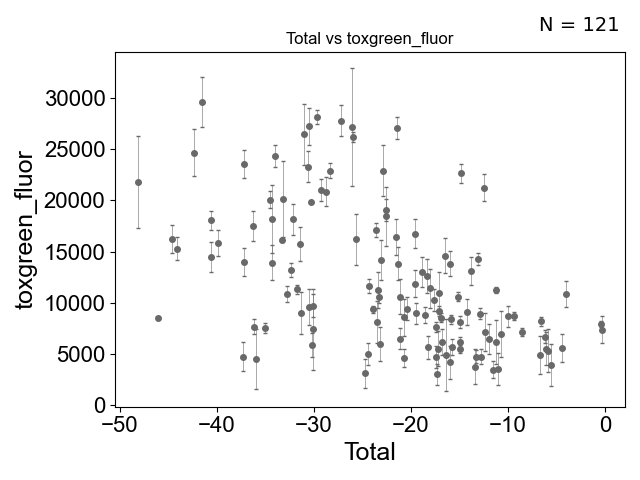 N = 121
Total vs toxgreen_fluor
30000
25000
20000
15000
10000
5000
0
toxgreen_fluor
−50 −40 −30 −20 −10 0
Total